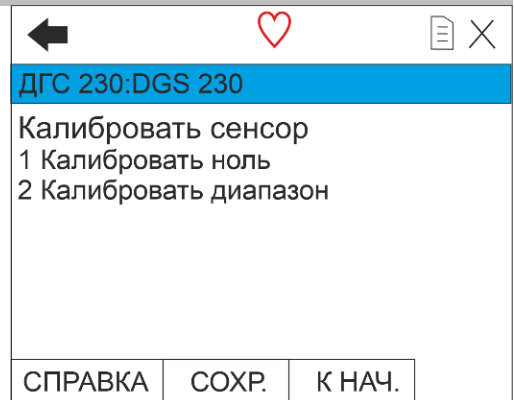 ДГС 230:DGS 230
Калибровать сенсор
1 Калибровать ноль
2 Калибровать диапазон
СПРАВКА СОХР. К НАЧ.